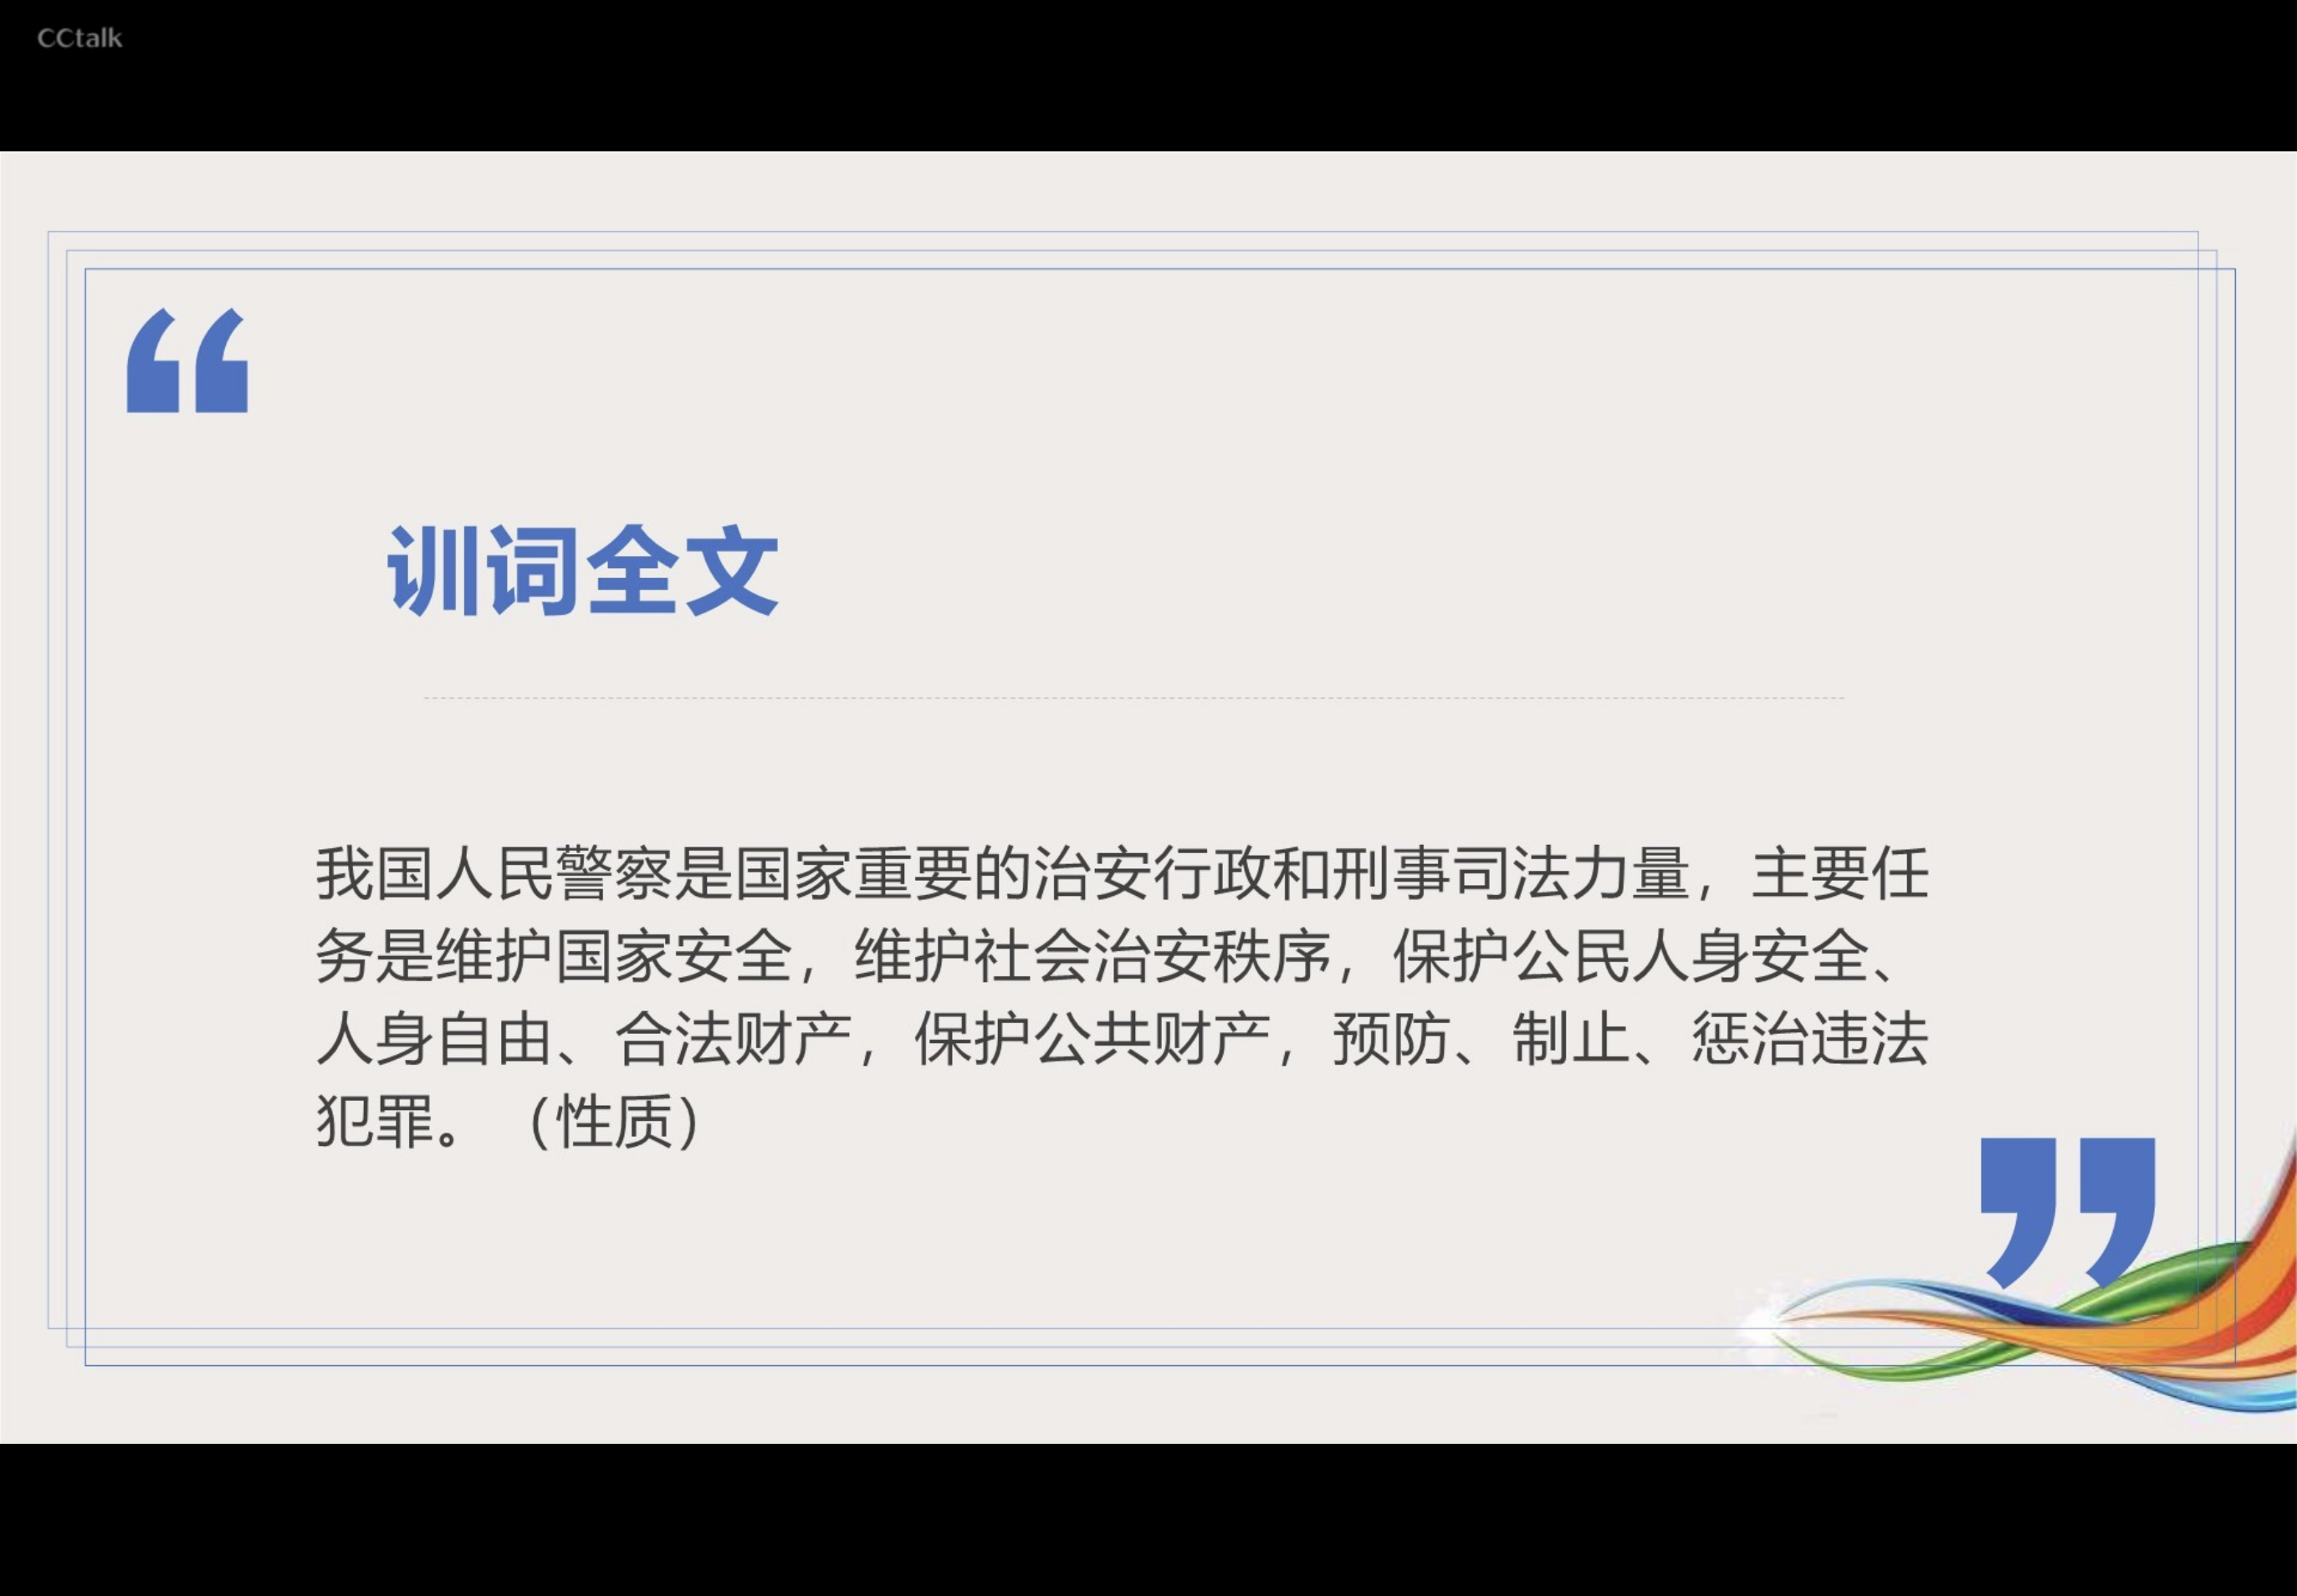 CCtalk
“
训词全文
我国人民警察是国家重要的治安行政和刑事司法力量，主要任
务是维护国家安全，维护社会治安秩序，保护公民人身安全、
人身自由、合法财产，保护公共财产，预防、制止、惩治违法
犯罪。（性质）
”